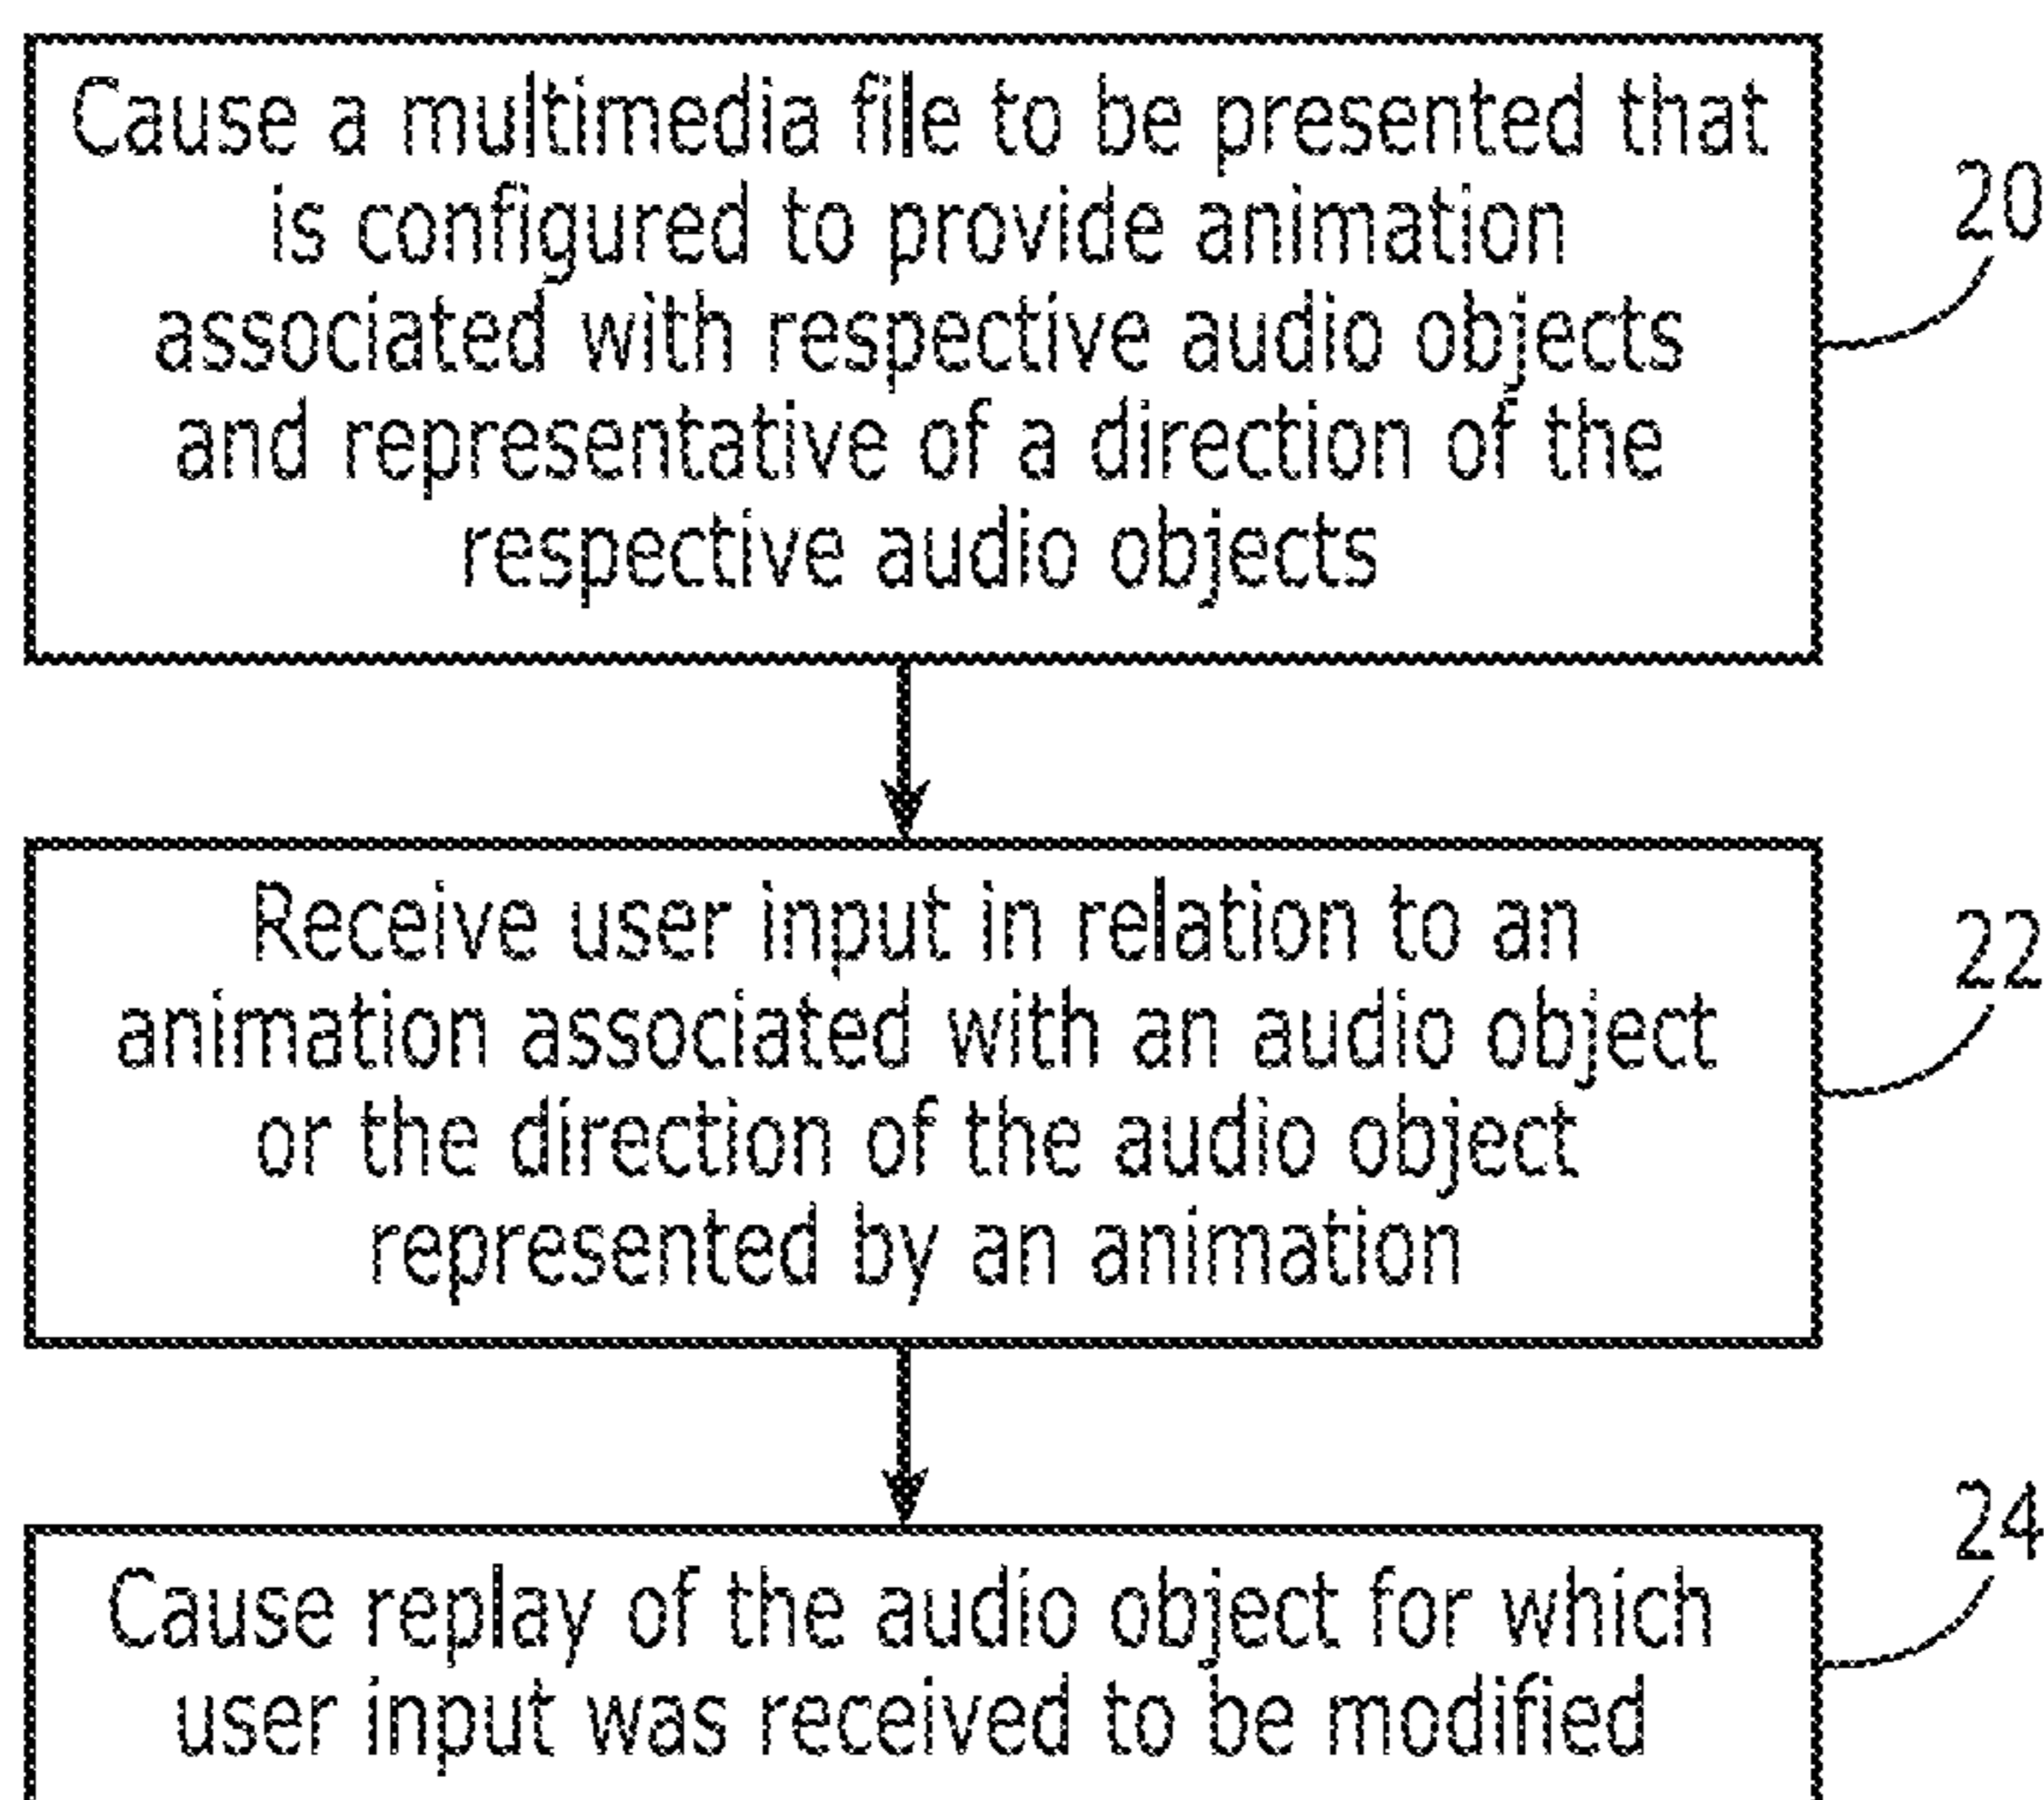 Cause a multimedia file to be presented that
is configured to provide animation
associated with respective audio objects
and representative of a direction of the
respective audio objects
20
Receive user input in relation to an
animation associated with an audio object
or the direction of the audio object
represented by an animation
22
Cause replay of the audio object for which
user input was received to be modified
24